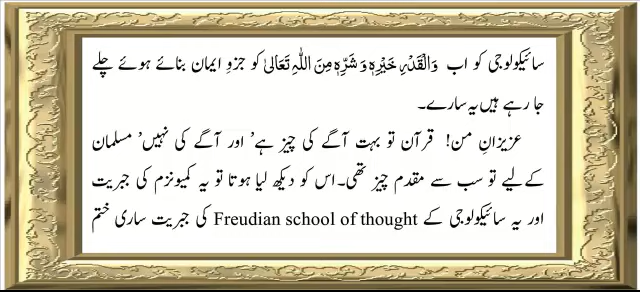 سائیکولوجی کو اب وَالْقَدْرِ خَیْرِہٖ وَ شَرِّہٖ مِنَ اللّٰہِ تَعَالیٰ کو جزوِ ایمان بنائے ہوئے چلے
جا رہے ہیں یہ سارے۔
عزیزانِ من! قرآن تو بہت آگے کی چیز ہے’ اور آگے کی نہیں’ مسلمان
کے لیے تو سب سے مقدم چیز تھی۔ اس کو دیکھ لیا ہوتا تو یہ کمیونزم کی جبریت
اور یہ سائیکولوجی کے Freudian school of thought کی جبریت ساری ختم